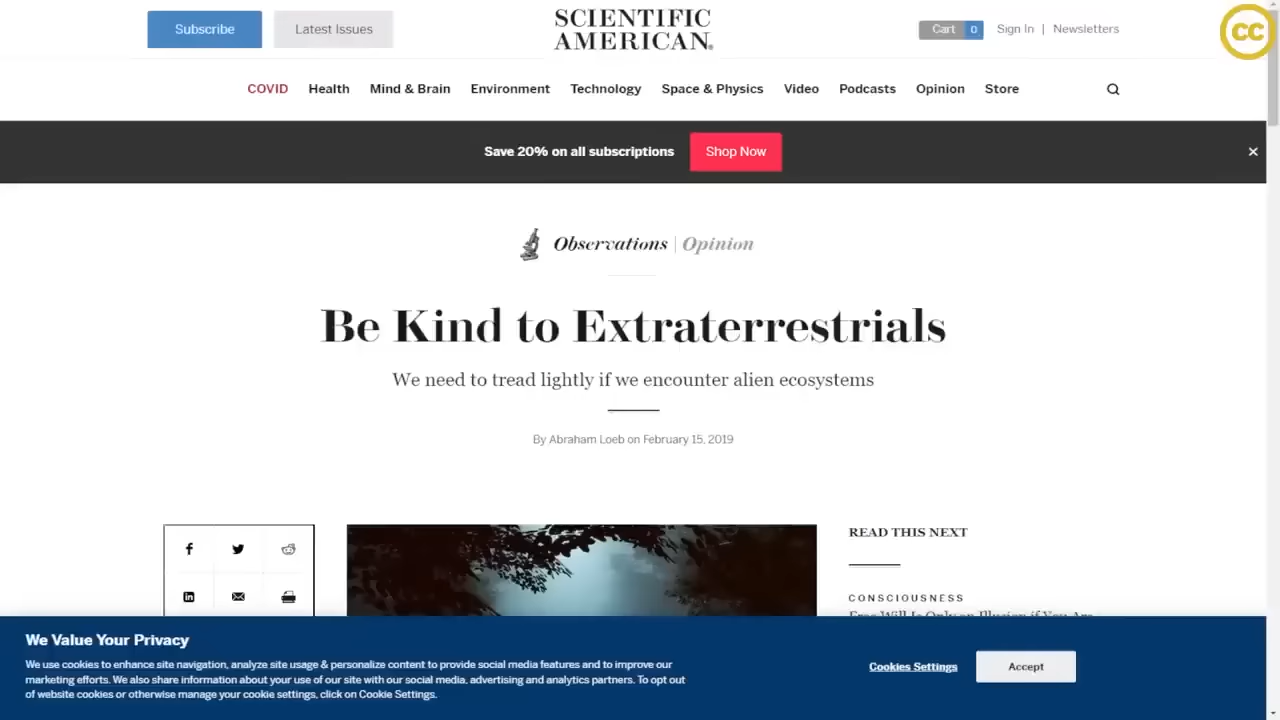 Subscribe
Latest Issues
SCIENTIFIC
AMERICAN®
Cart 0
Sign In | Newsletters
CC
COVID Health Mind & Brain Environment Technology Space & Physics Video Podcasts Opinion Store
Save 20% on all subscriptions
Shop Now
Observations | Opinion
Be Kind to Extraterrestrials
We need to tread lightly if we encounter alien ecosystems
By Abraham Loeb on February 15, 2019
READ THIS NEXT
CONSCIOUSNESS
Free Will Is Only an Illusion if You Are
We Value Your Privacy
We use cookies to enhance site navigation, analyze site usage & personalize content to provide social media features and to improve our
marketing efforts. We also share information about your use of our site with our social media, advertising and analytics partners. To opt out
of website cookies or otherwise manage your cookie settings, click on Cookie Settings.
Cookies Settings
Accept